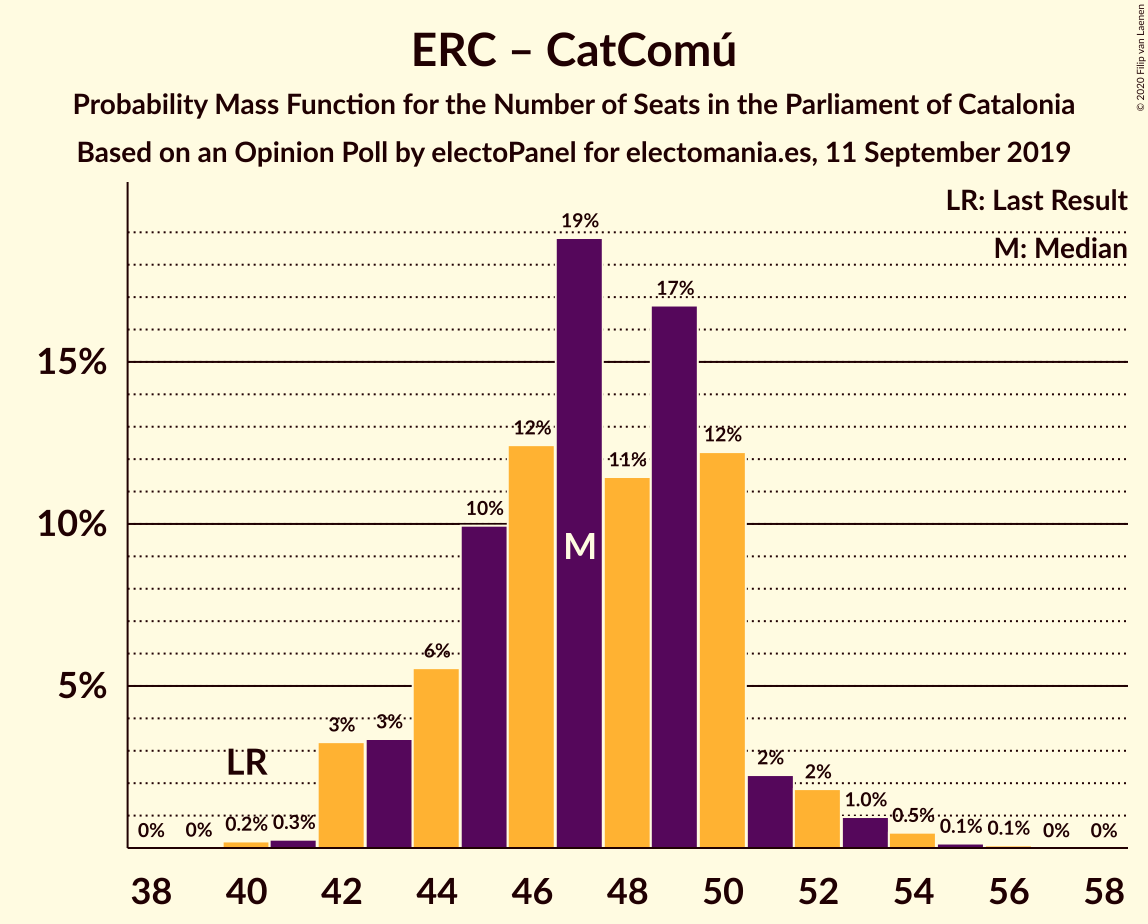 ERC – CatComú
Probability Mass Function for the Number of Seats in the Parliament of Catalonia
Based on an Opinion Poll by electoPanel for electomania.es, 11 September 2019
© 2020 Filip van Laenen
LR: Last Result
M: Median
15%
10%
5%
0% 0% 0.2% 0.3% 3% 3% 6% 10% 12% 19% 11% 17% 12% 2% 2% 1.0% 0.5% 0.1% 0.1% 0% 0%
LR
M
38 40 42 44 46 48 50 52 54 56 58